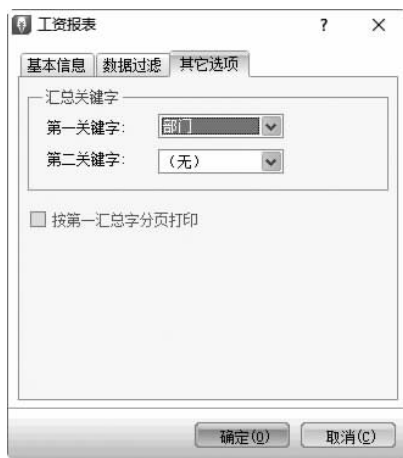 工资报表 ? ×
基本信息 数据过滤 其它选项
汇总关键字
第一关键字: 部门
第二关键字: (无)
按第一汇总字分页打印
确定(O) 取消(C)